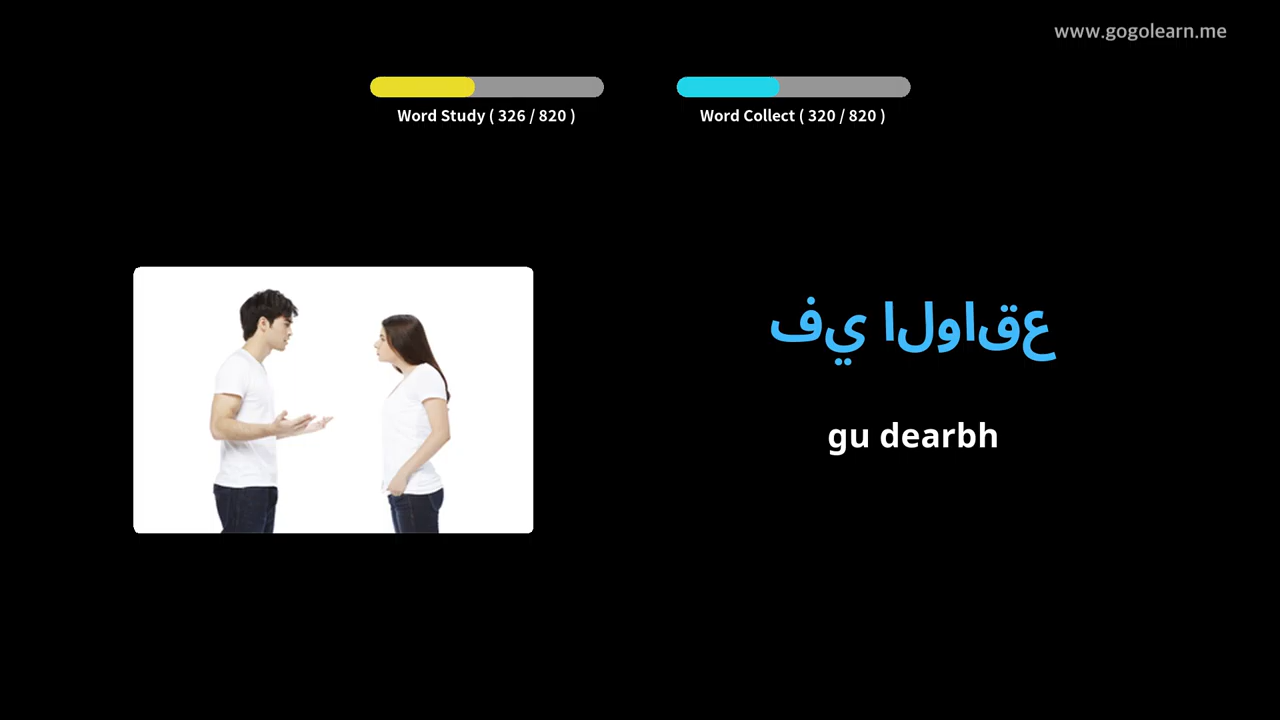 www.gogolearn.me
Word Study ( 326 / 820 )
Word Collect ( 320 / 820 )
في الواقع
gu dearbh